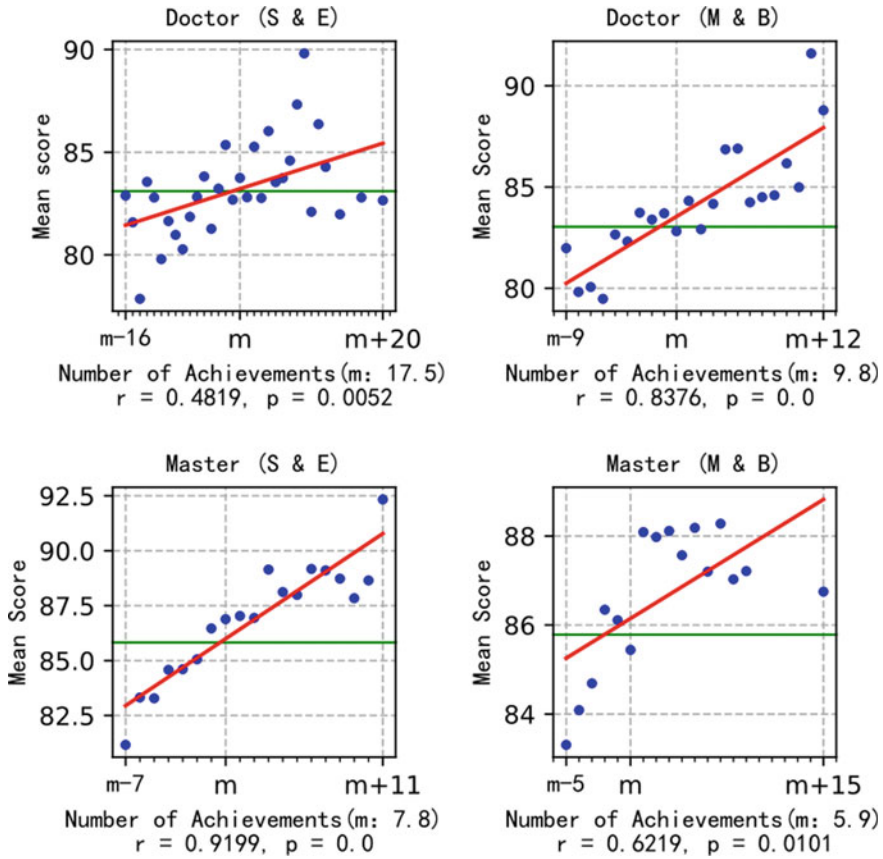 Doctor (S & E)
90
85
80
Mean score
m-16
m
m+20
Number of Achievements(m: 17.5)
r = 0.4819, p = 0.0052
Doctor (M & B)
90
85
80
Mean Score
m-9
m
m+12
Number of Achievements(m: 9.8)
r = 0.8376, p = 0.0
Master (S & E)
92.5
90.0
87.5
85.0
82.5
Mean Score
m-7
m
m+11
Number of Achievements(m: 7.8)
r = 0.9199, p = 0.0
Master (M & B)
88
86
84
Mean Score
m-5
m
m+15
Number of Achievements(m: 5.9)
r = 0.6219, p = 0.0101